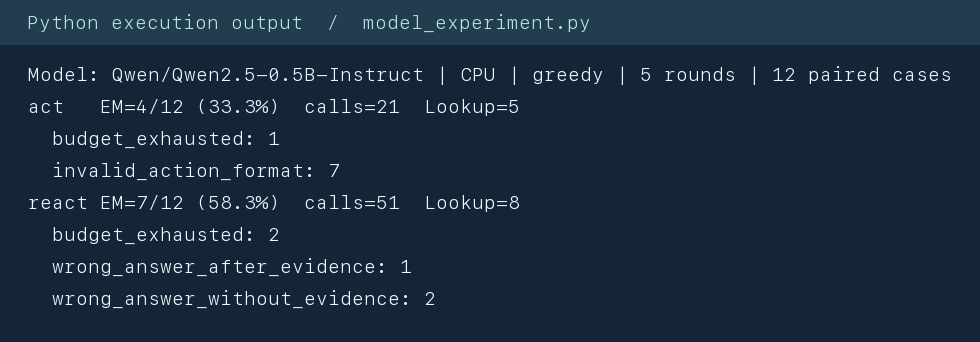 Python execution output / model_experiment.py
Model: Qwen/Qwen2.5-0.5B-Instruct | CPU | greedy | 5 rounds | 12 paired cases
act EM=4/12 (33.3%) calls=21 Lookup=5
budget_exhausted: 1
invalid_action_format: 7
react EM=7/12 (58.3%) calls=51 Lookup=8
budget_exhausted: 2
wrong_answer_after_evidence: 1
wrong_answer_without_evidence: 2